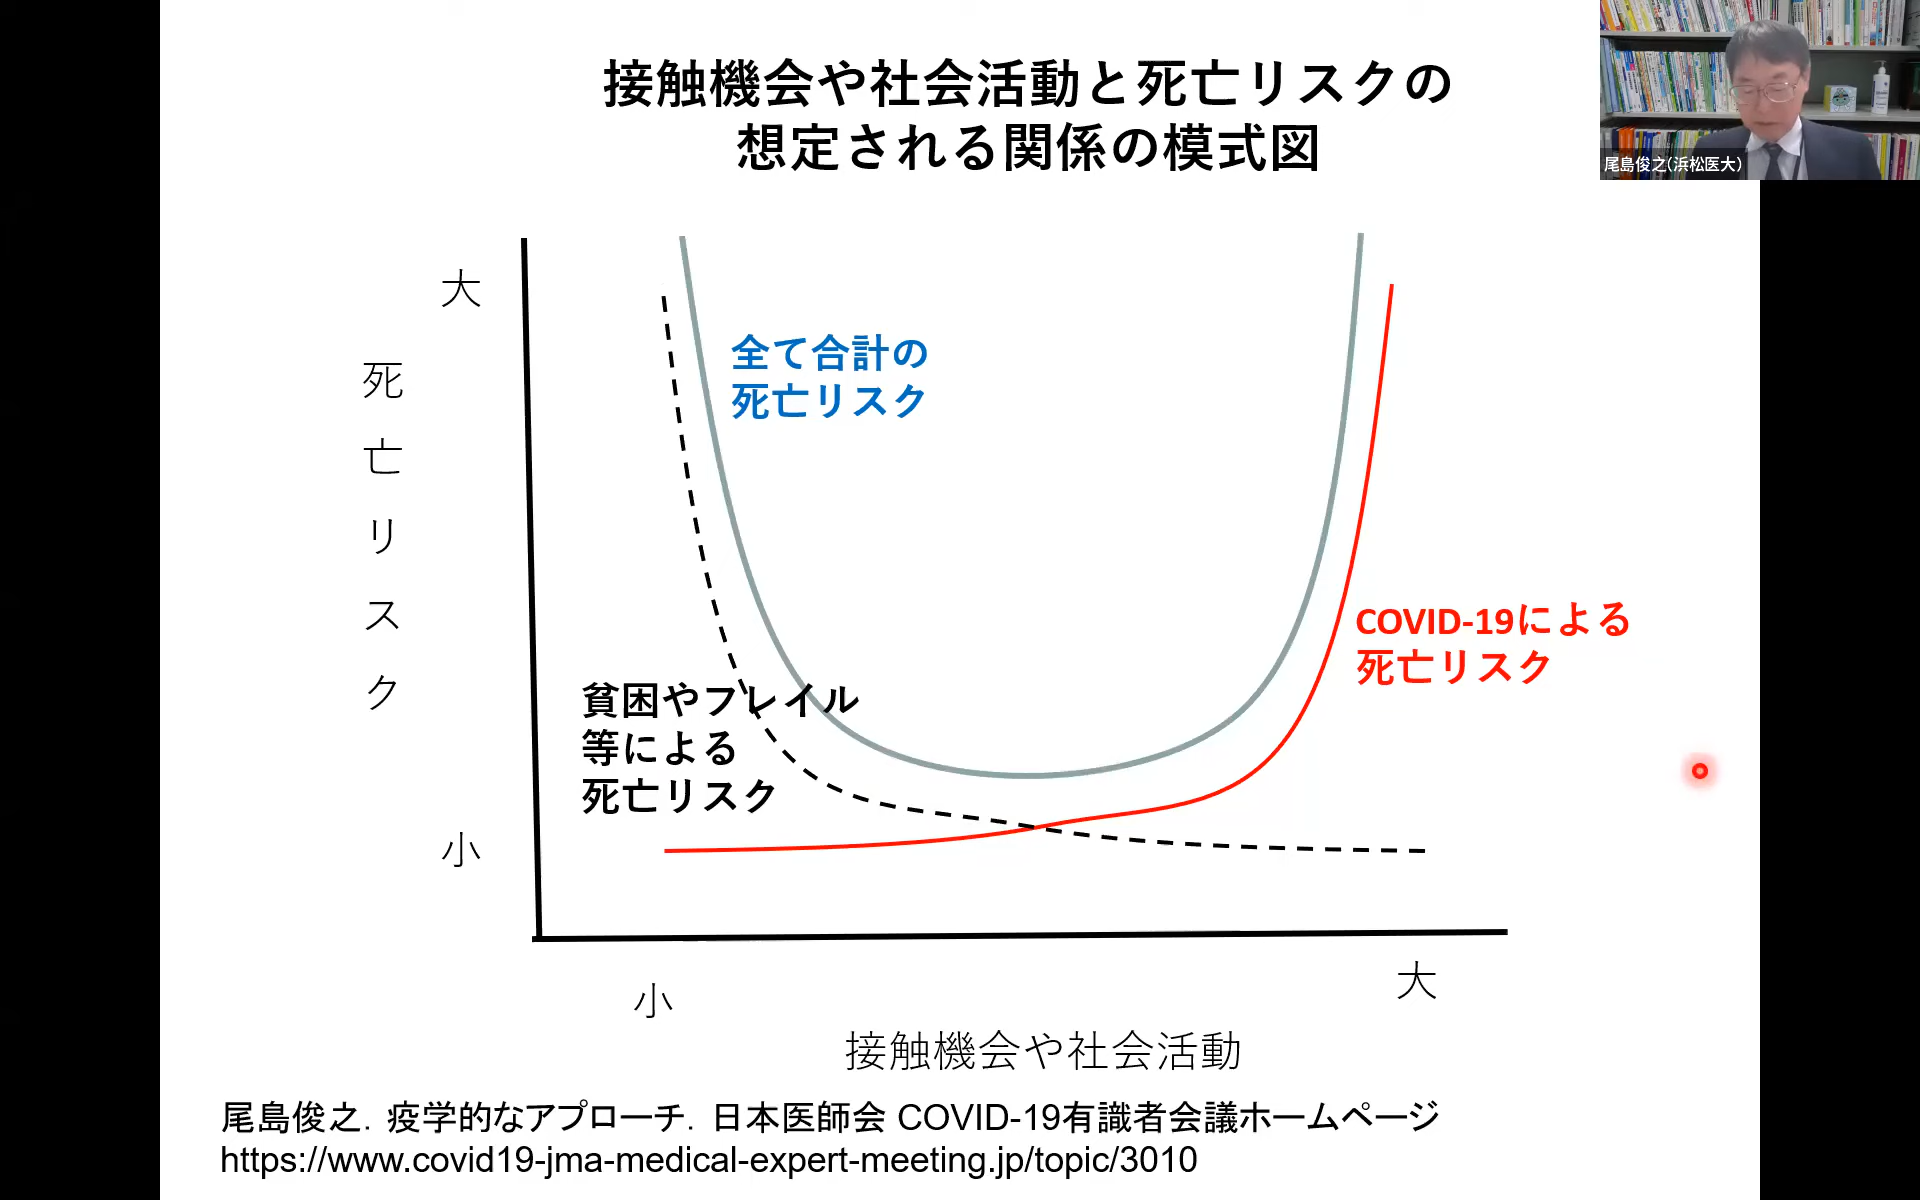 接触機会や社会活動と死亡リスクの
想定される関係の模式図
尾島俊之(浜松医大)
大
死亡リスク
小
全て合計の
死亡リスク
COVID-19による
死亡リスク
貧困やフレイル
等による
死亡リスク
小
大
接触機会や社会活動
尾島俊之. 疫学的なアプローチ. 日本医師会 COVID-19有識者会議ホームページ
https://www.covid19-jma-medical-expert-meeting.jp/topic/3010